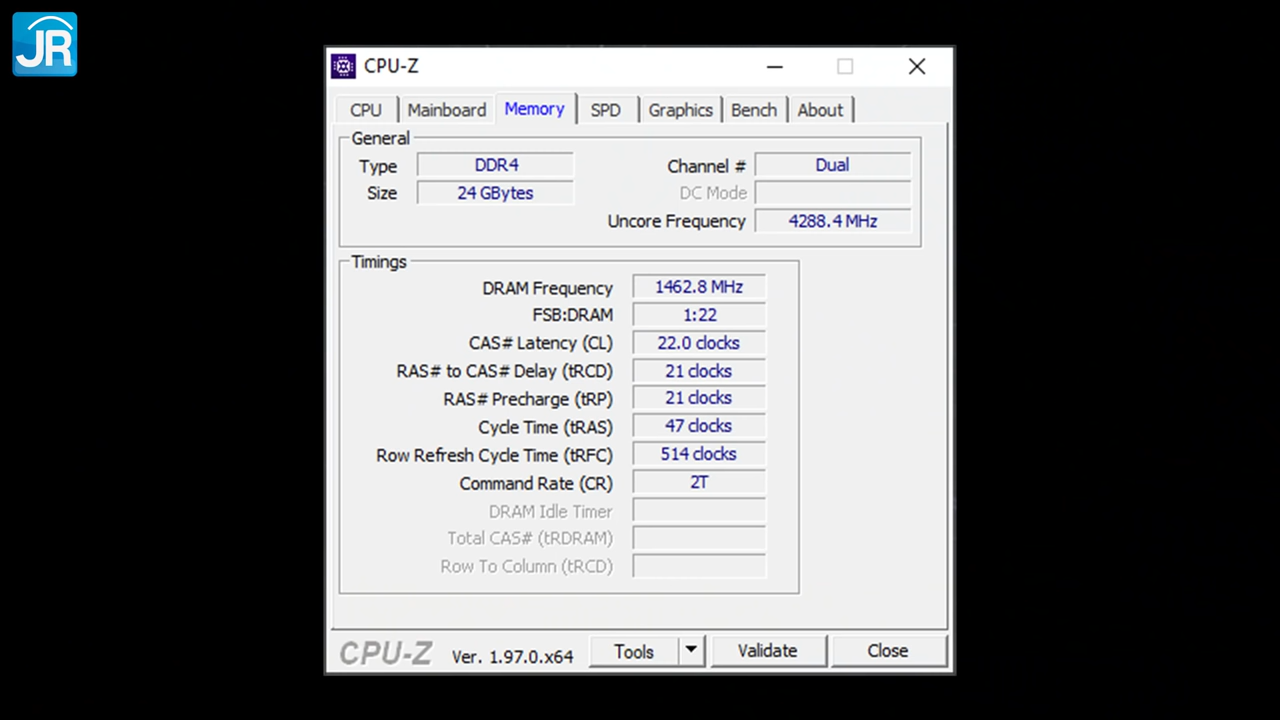 JR
CPU-Z
CPU Mainboard Memory SPD Graphics Bench About
General
Type DDR4 Channel # Dual
Size 24 GBytes DC Mode
Uncore Frequency 4288.4 MHz
Timings
DRAM Frequency 1462.8 MHz
FSB:DRAM 1:22
CAS# Latency (CL) 22.0 clocks
RAS# to CAS# Delay (tRCD) 21 clocks
RAS# Precharge (tRP) 21 clocks
Cycle Time (tRAS) 47 clocks
Row Refresh Cycle Time (tRFC) 514 clocks
Command Rate (CR) 2T
DRAM Idle Timer
Total CAS# (tRDRAM)
Row To Column (tRCD)
CPU-Z Ver. 1.97.0.x64 Tools Validate Close